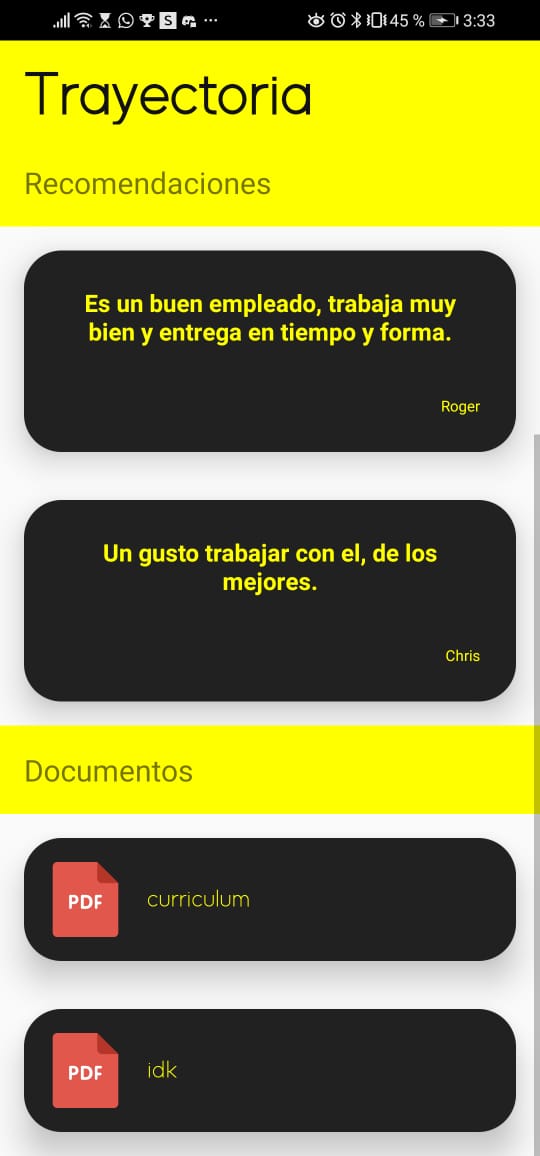 S ... 45 % 3:33
Trayectoria
Recomendaciones
Es un buen empleado, trabaja muy
bien y entrega en tiempo y forma.
Roger
Un gusto trabajar con el, de los
mejores.
Chris
Documentos
PDF curriculum
PDF idk